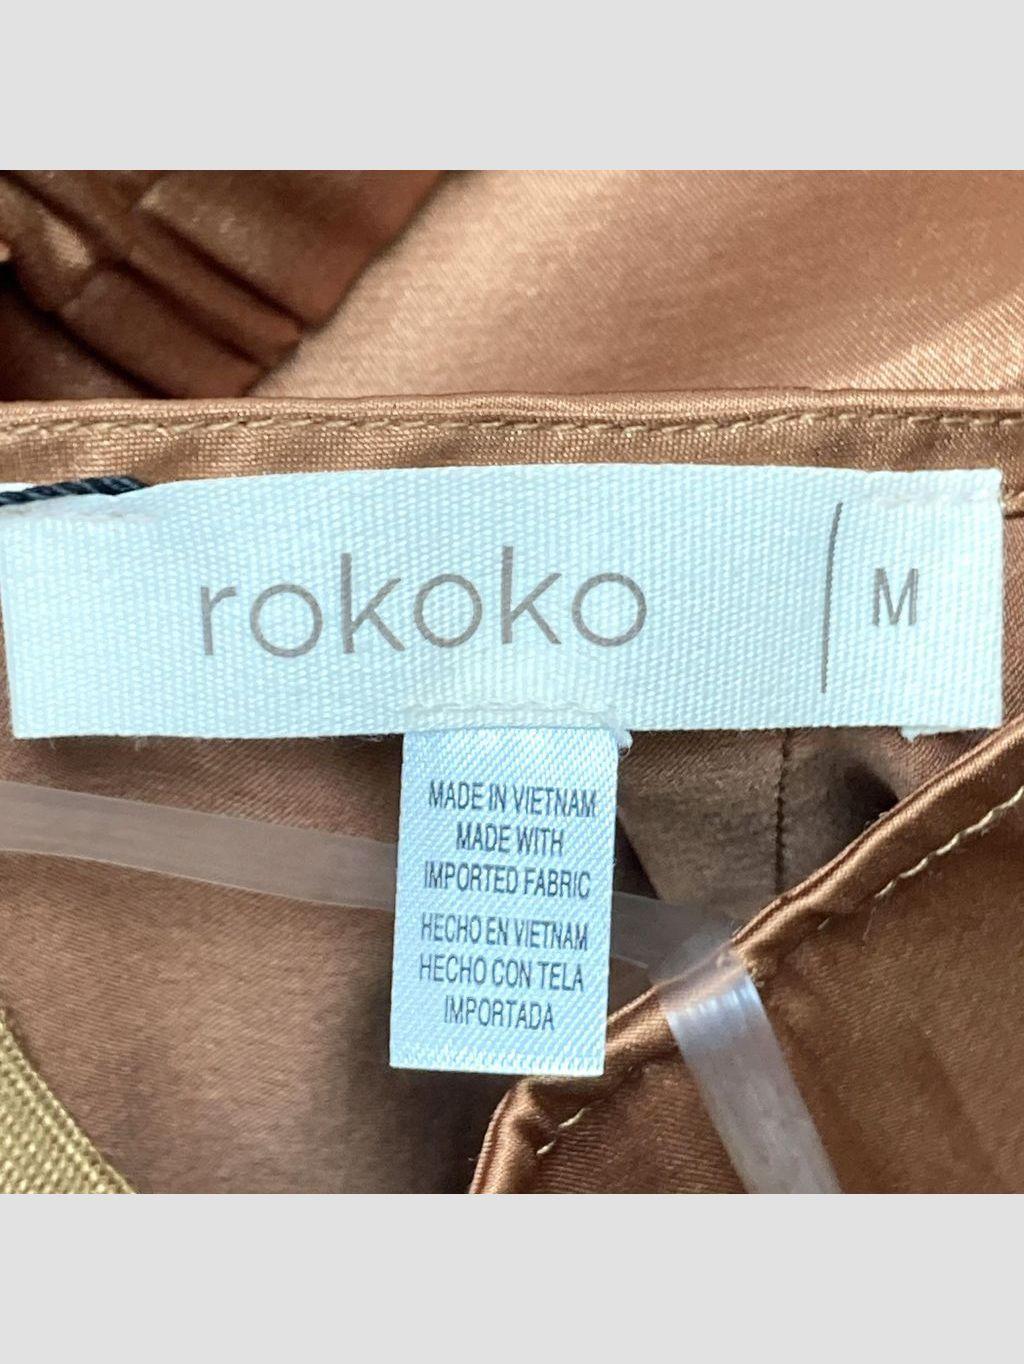 rokoko | M
MADE IN VIETNAM
MADE WITH
IMPORTED FABRIC
HECHO EN VIETNAM
HECHO CON TELA
IMPORTADA